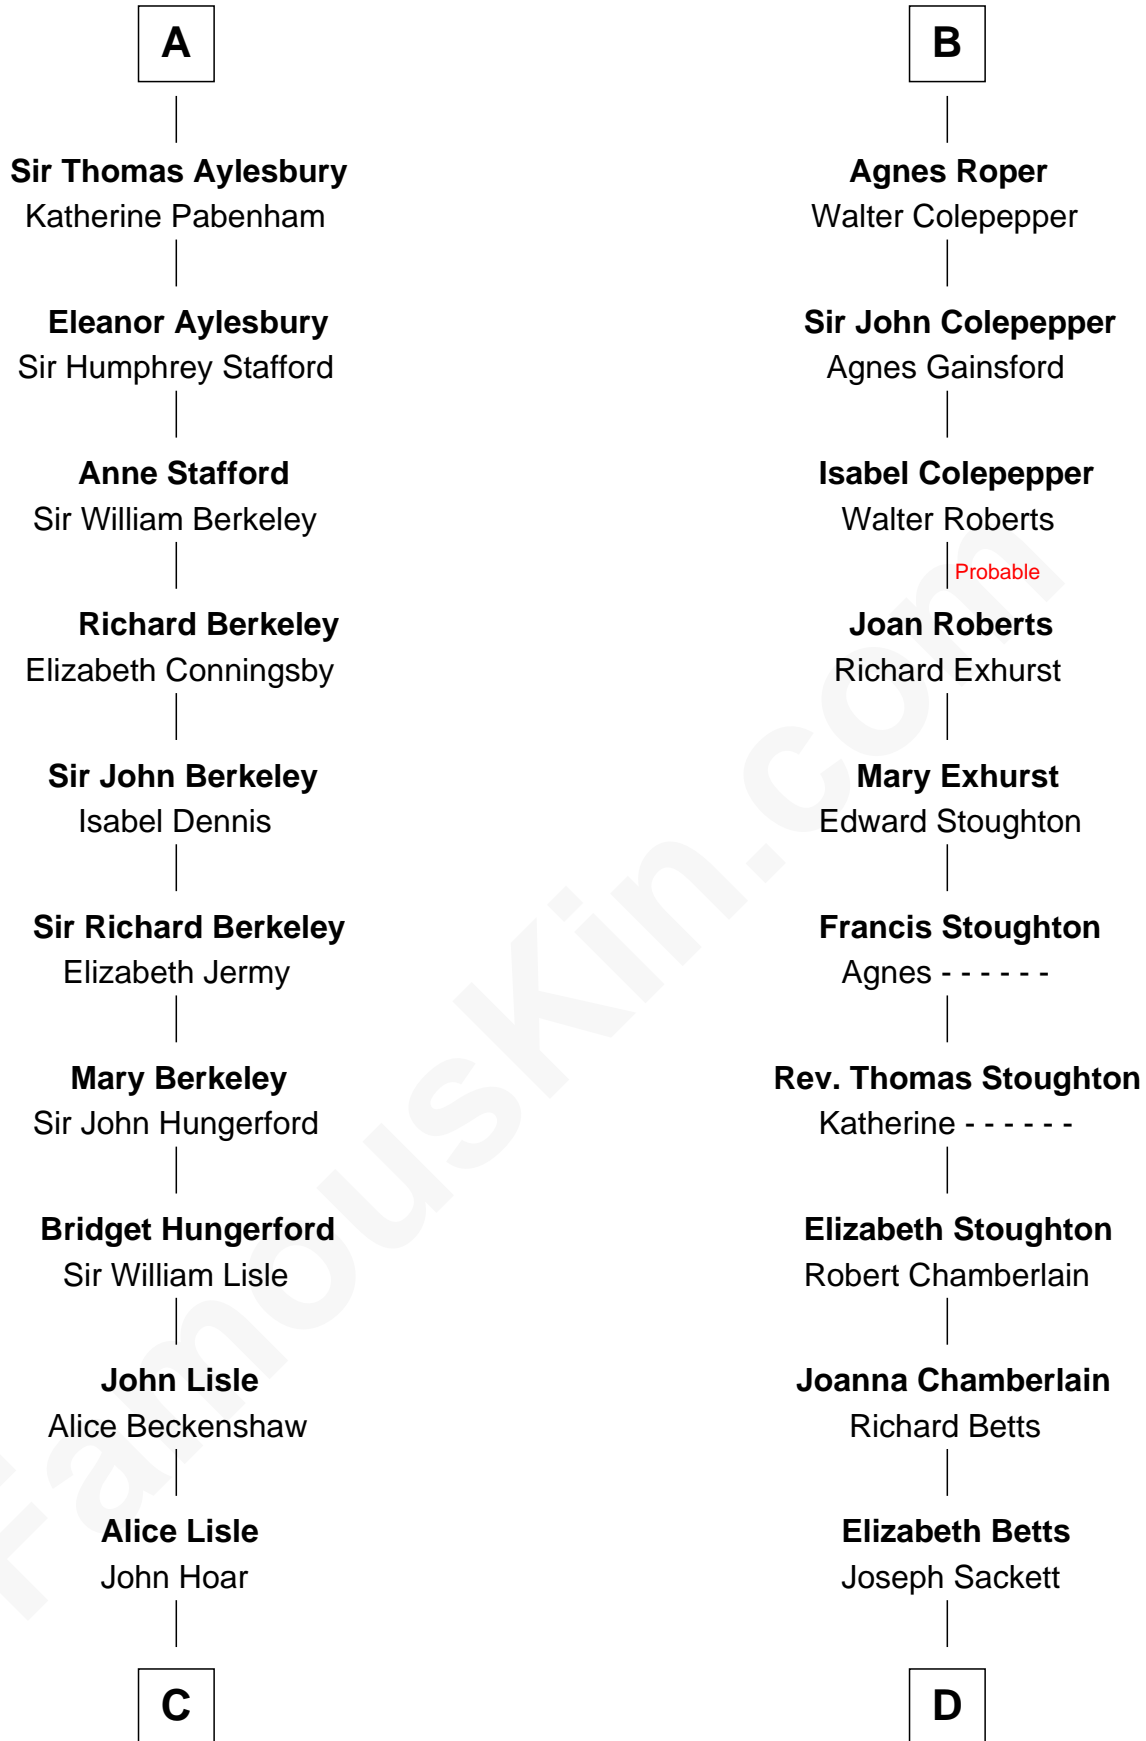 A
Sir Thomas Aylesbury
Katherine Pabenham
Eleanor Aylesbury
Sir Humphrey Stafford
Anne Stafford
Sir William Berkeley
Richard Berkeley
Elizabeth Conningsby
Sir John Berkeley
Isabel Dennis
Sir Richard Berkeley
Elizabeth Jermy
Mary Berkeley
Sir John Hungerford
Bridget Hungerford
Sir William Lisle
John Lisle
Alice Beckenshaw
Alice Lisle
John Hoar
C
B
Agnes Roper
Walter Colepepper
Sir John Colepepper
Agnes Gainsford
Isabel Colepepper
Walter Roberts
Probable
Joan Roberts
Richard Exhurst
Mary Exhurst
Edward Stoughton
Francis Stoughton
Agnes - - - - - -
Rev. Thomas Stoughton
Katherine - - - - - -
Elizabeth Stoughton
Robert Chamberlain
Joanna Chamberlain
Richard Betts
Elizabeth Betts
Joseph Sackett
D
FamousKin.com